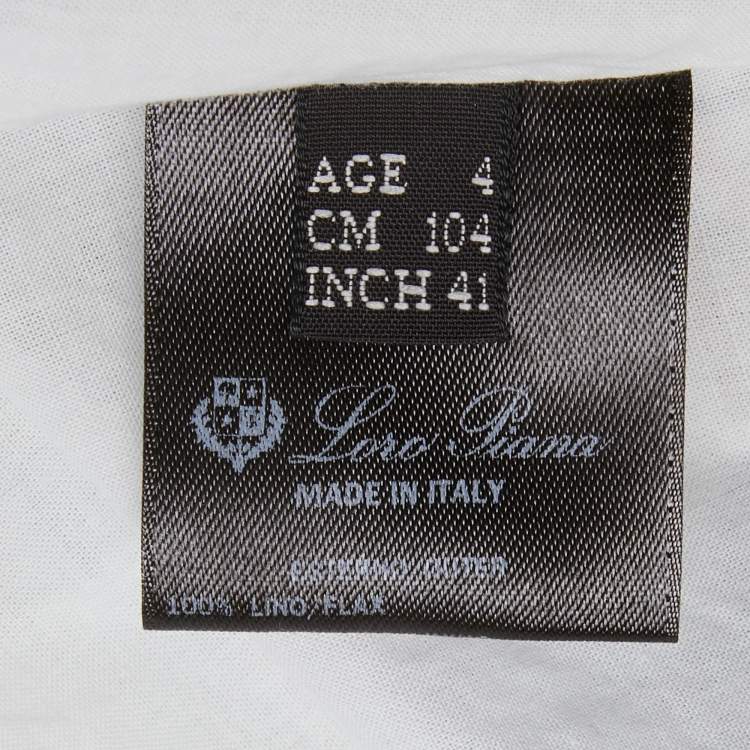 AGE 4
CM 104
INCH 41
Loro Piana
MADE IN ITALY
ESTERNO/OUTER
100% LINO/FLAX